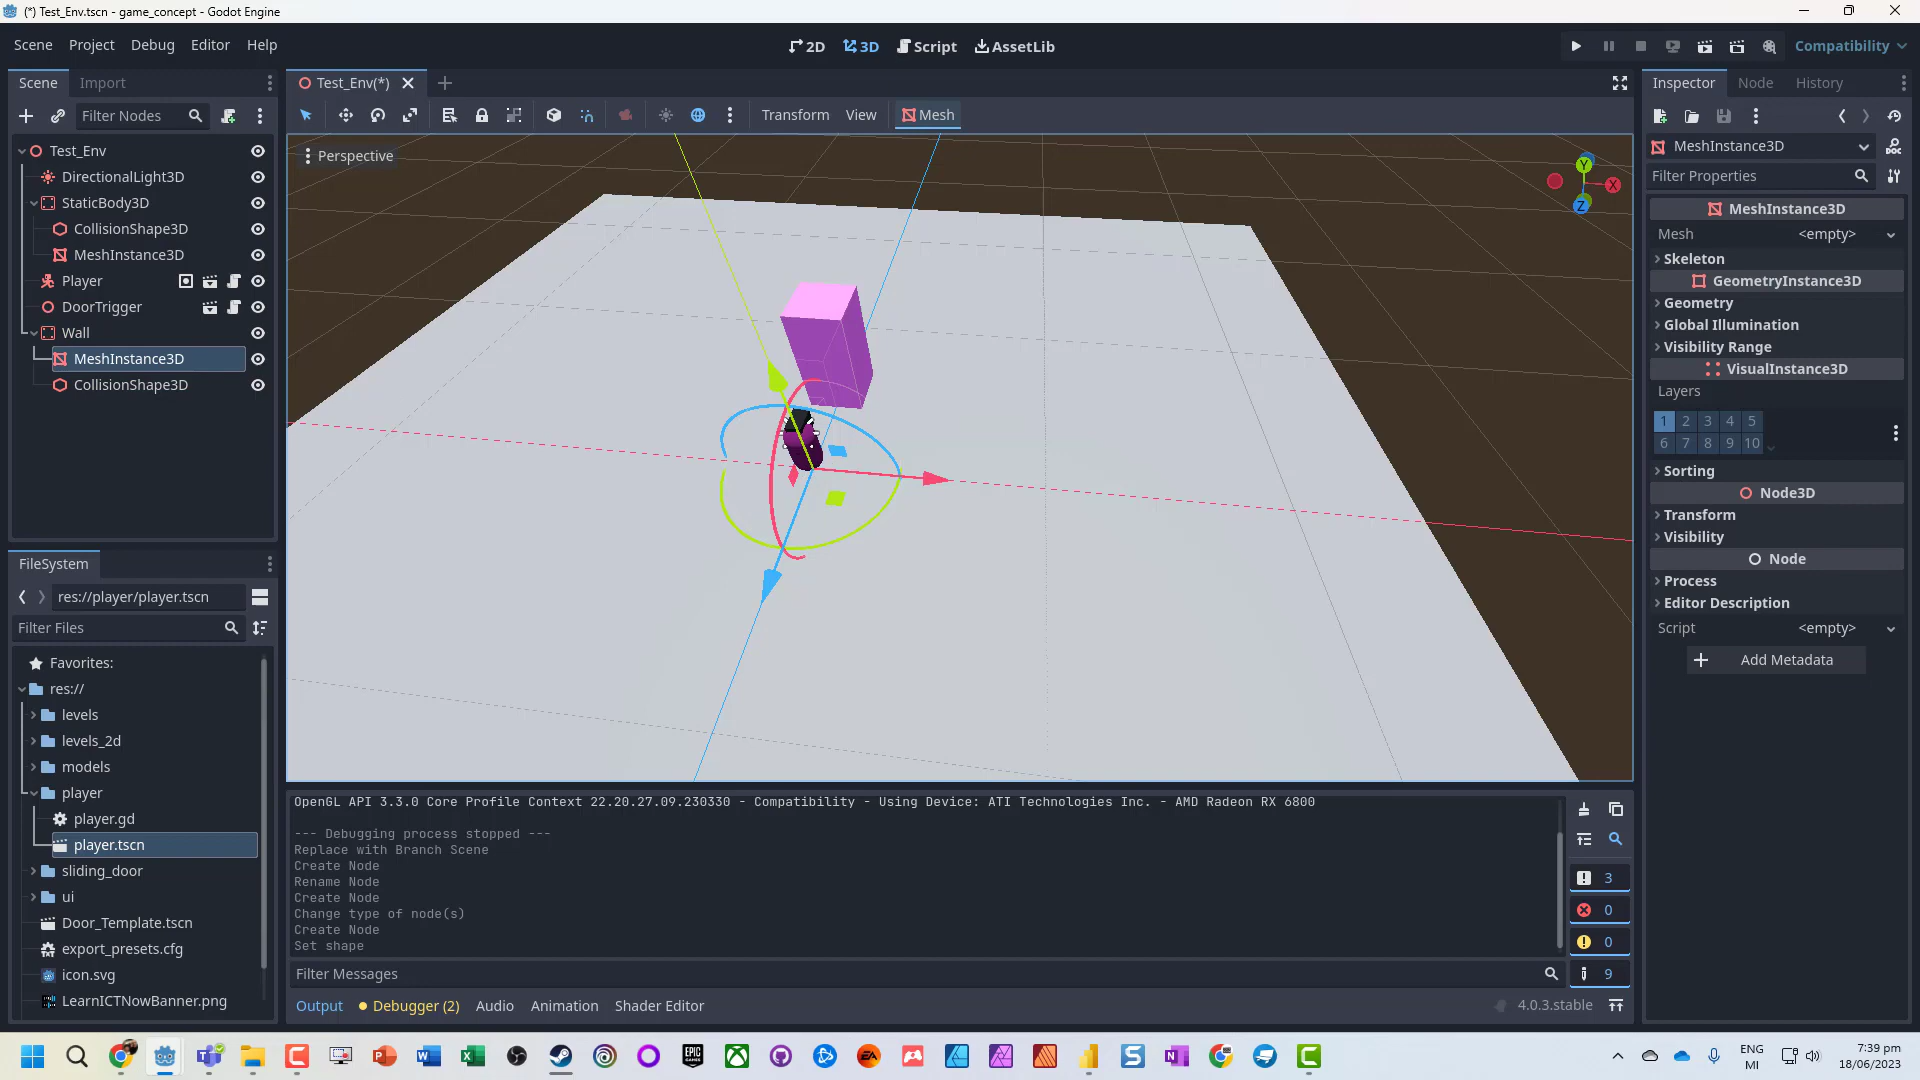 (*) Test_Env.tscn - game_concept - Godot Engine
Scene Project Debug Editor Help
2D 3D Script AssetLib
Compatibility
Scene Import
Filter Nodes
Test_Env
DirectionalLight3D
StaticBody3D
CollisionShape3D
MeshInstance3D
Player
DoorTrigger
Wall
MeshInstance3D
CollisionShape3D
FileSystem
res://player/player.tscn
Filter Files
Favorites:
res://
levels
levels_2d
models
player
player.gd
player.tscn
sliding_door
ui
Door_Template.tscn
export_presets.cfg
icon.svg
LearnICTNowBanner.png
Test_Env(*)
Transform View Mesh
Perspective
Y
X
Z
OpenGL API 3.3.0 Core Profile Context 22.20.27.09.230330 - Compatibility - Using Device: ATI Technologies Inc. - AMD Radeon RX 6800
--- Debugging process stopped ---
Replace with Branch Scene
Create Node
Rename Node
Create Node
Change type of node(s)
Create Node
Set shape
Filter Messages
3
0
0
9
Output Debugger (2) Audio Animation Shader Editor
4.0.3.stable
Inspector Node History
MeshInstance3D
Filter Properties
MeshInstance3D
Mesh <empty>
Skeleton
GeometryInstance3D
Geometry
Global Illumination
Visibility Range
VisualInstance3D
Layers
1 2 3 4 5
6 7 8 9 10
Sorting
Node3D
Transform
Visibility
Node
Process
Editor Description
Script <empty>
Add Metadata
ENG
MI
7:39 pm
18/06/2023